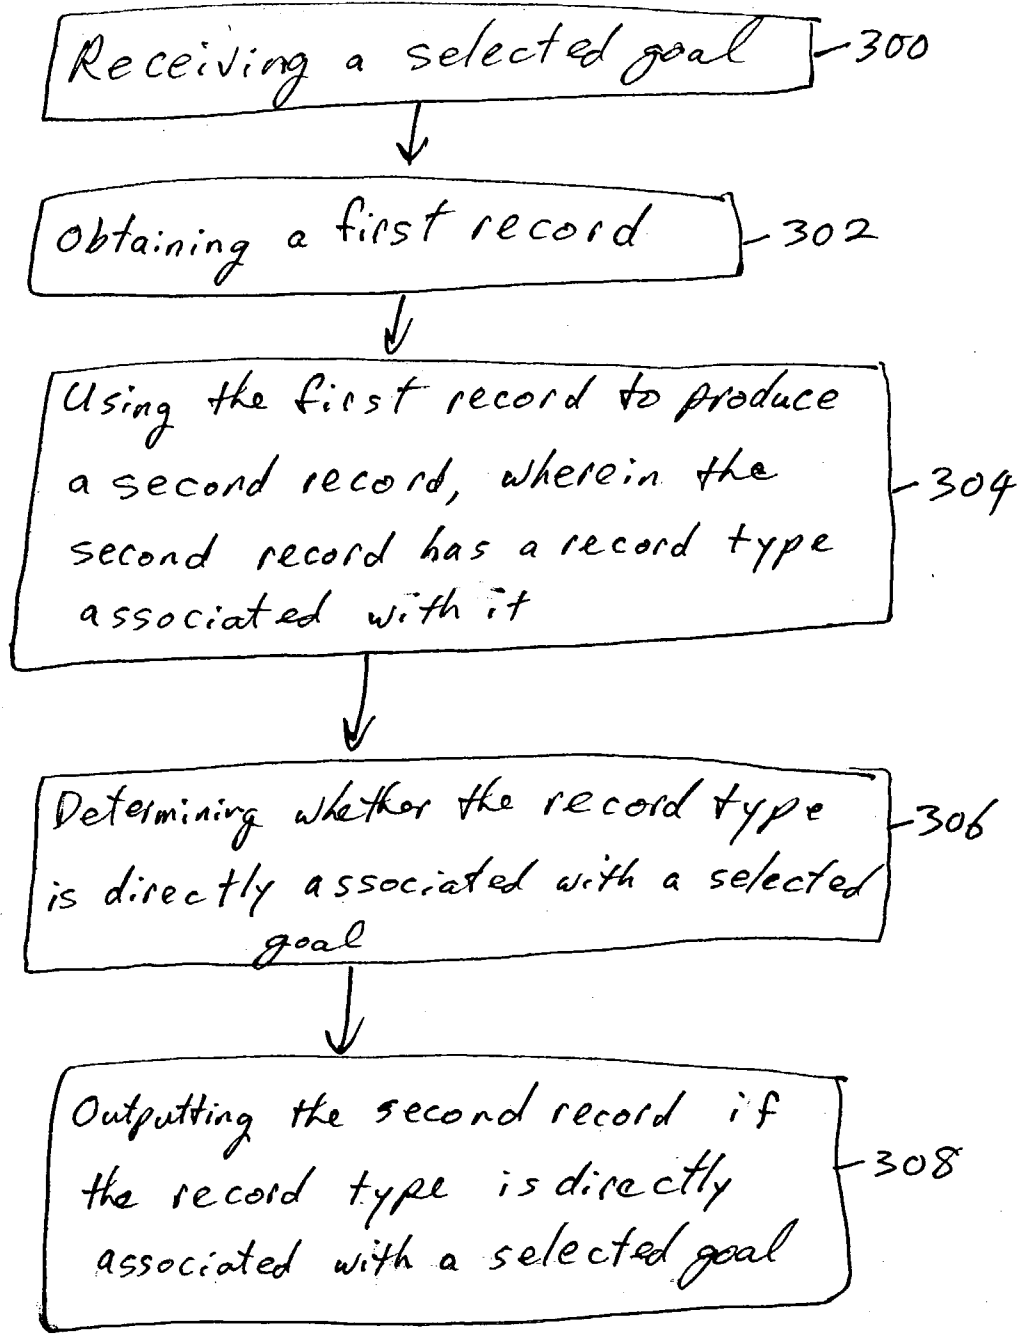 Receiving a selected goal 300
Obtaining a first record 302
Using the first record to produce
a second record, wherein the
second record has a record type
associated with it
304
Determining whether the record type
is directly associated with a selected
goal
306
Outputting the second record if
the record type is directly
associated with a selected goal
308